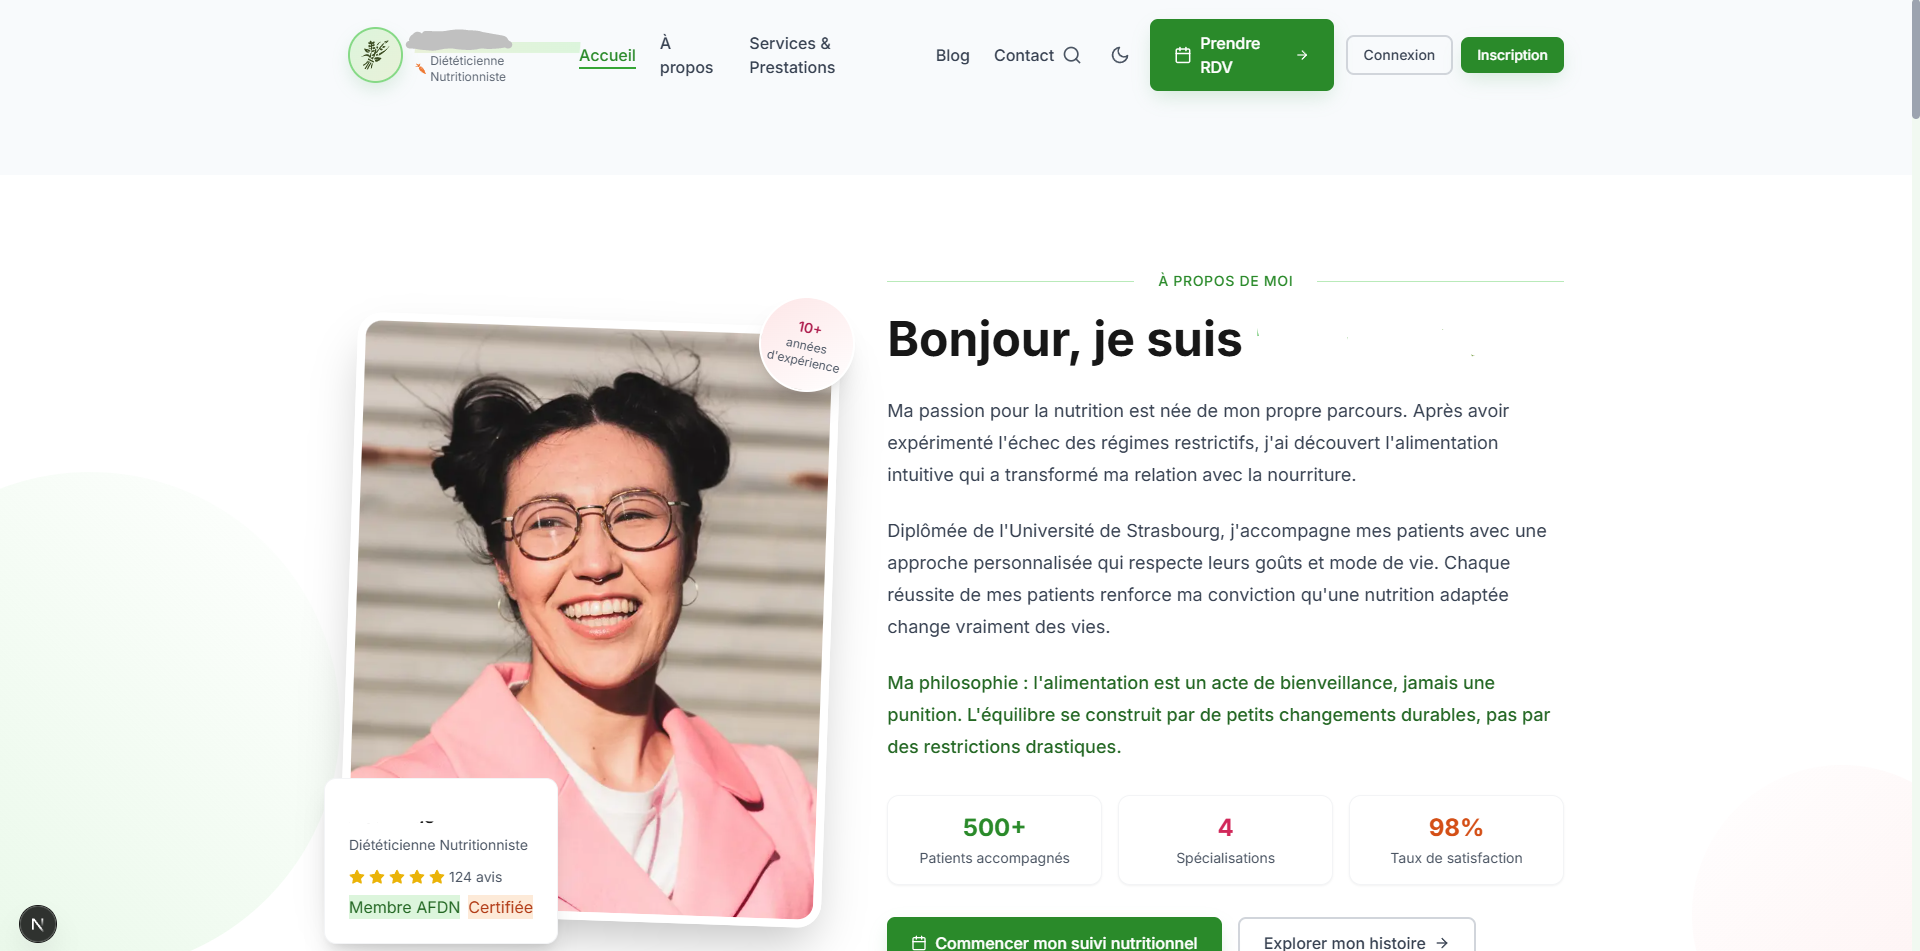 Diététicienne
Nutritionniste
Accueil
À
propos
Services &
Prestations
Blog
Contact
Prendre
RDV
Connexion
Inscription
10+
années
d'expérience
Diététicienne Nutritionniste
124 avis
Membre AFDN Certifiée
À PROPOS DE MOI
Bonjour, je suis
Ma passion pour la nutrition est née de mon propre parcours. Après avoir
expérimenté l'échec des régimes restrictifs, j'ai découvert l'alimentation
intuitive qui a transformé ma relation avec la nourriture.
Diplômée de l'Université de Strasbourg, j'accompagne mes patients avec une
approche personnalisée qui respecte leurs goûts et mode de vie. Chaque
réussite de mes patients renforce ma conviction qu'une nutrition adaptée
change vraiment des vies.
Ma philosophie : l'alimentation est un acte de bienveillance, jamais une
punition. L'équilibre se construit par de petits changements durables, pas par
des restrictions drastiques.
500+
Patients accompagnés
4
Spécialisations
98%
Taux de satisfaction
Commencer mon suivi nutritionnel
Explorer mon histoire
N